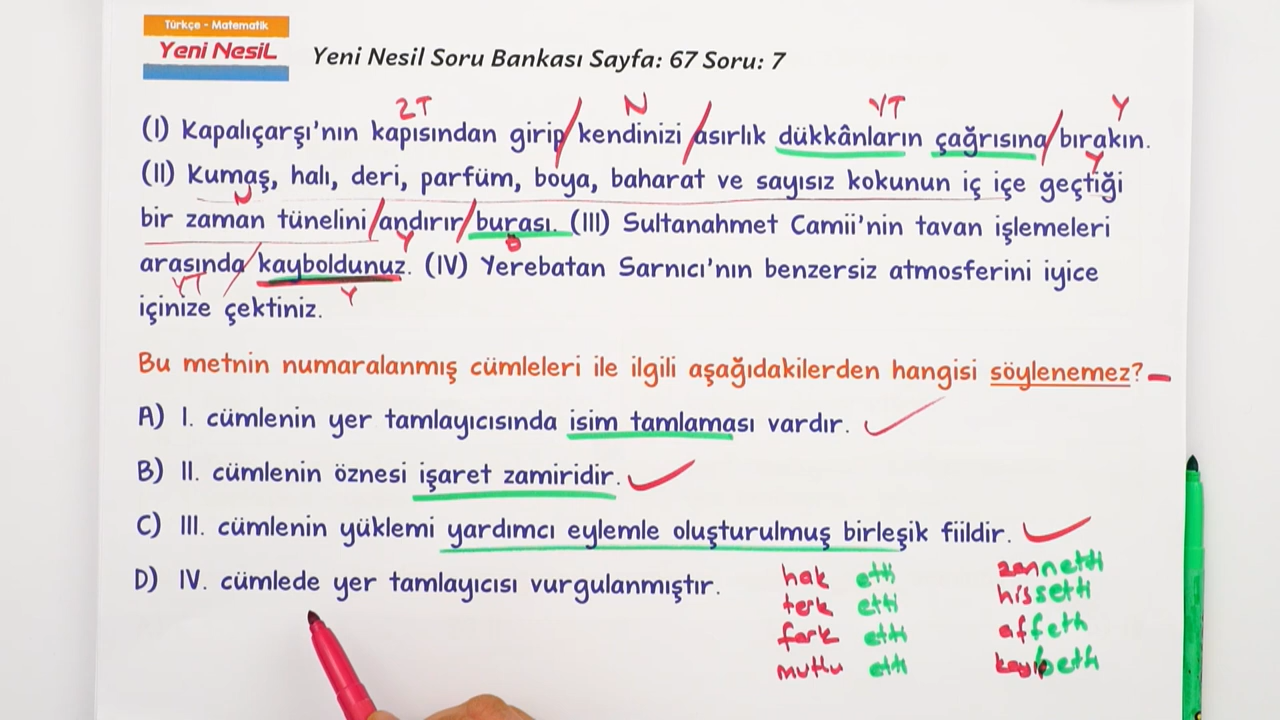 Türkçe - Matematik
Yeni Nesil
Yeni Nesil Soru Bankası Sayfa: 67 Soru: 7
ZT N YT Y
(I) Kapalıçarşı'nın kapısından girip/kendinizi/asırlık dükkânların çağrısına/bırakın.
Y
(II) Kumaş, halı, deri, parfüm, boya, baharat ve sayısız kokunun iç içe geçtiği
N
bir zaman tünelini/andırır/burası. (III) Sultanahmet Camii'nin tavan işlemeleri
Y Ö
arasında/kayboldunuz. (IV) Yerebatan Sarnıcı'nın benzersiz atmosferini iyice
YT Y
içinize çektiniz.
Bu metnin numaralanmış cümleleri ile ilgili aşağıdakilerden hangisi söylenemez?
A) I. cümlenin yer tamlayıcısında isim tamlaması vardır.
B) II. cümlenin öznesi işaret zamiridir.
C) III. cümlenin yüklemi yardımcı eylemle oluşturulmuş birleşik fiildir.
D) IV. cümlede yer tamlayıcısı vurgulanmıştır.
hak etti zannetti
terk etti hissetti
fark etti affetti
mutlu etti kaybetti